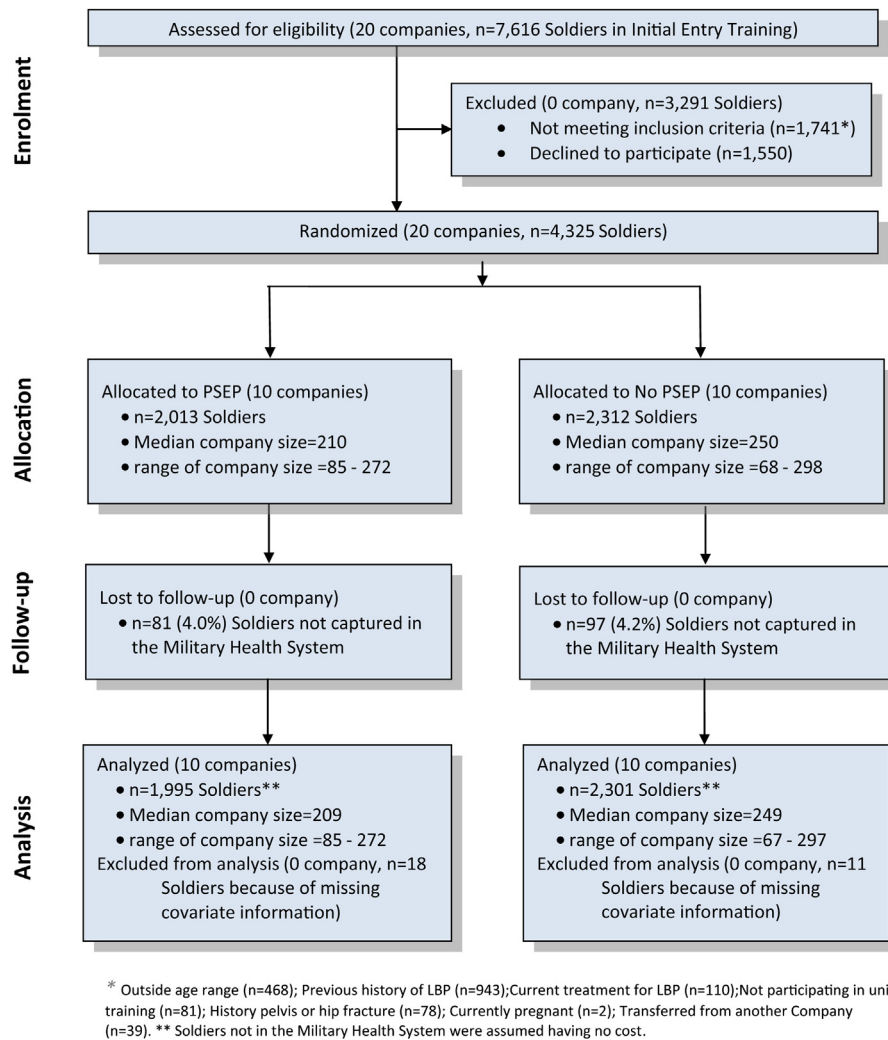 Assessed for eligibility (20 companies, n=7,616 Soldiers in Initial Entry Training)
Enrolment
Excluded (0 company, n=3,291 Soldiers)
• Not meeting inclusion criteria (n=1,741*)
• Declined to participate (n=1,550)
Randomized (20 companies, n=4,325 Soldiers)
Allocation
Allocated to PSEP (10 companies)
• n=2,013 Soldiers
• Median company size=210
• range of company size =85 - 272
Allocated to No PSEP (10 companies)
• n=2,312 Soldiers
• Median company size=250
• range of company size =68 - 298
Follow-up
Lost to follow-up (0 company)
• n=81 (4.0%) Soldiers not captured in
the Military Health System
Lost to follow-up (0 company)
• n=97 (4.2%) Soldiers not captured in
the Military Health System
Analysis
Analyzed (10 companies)
• n=1,995 Soldiers**
• Median company size=209
• range of company size =85 - 272
Excluded from analysis (0 company, n=18
Soldiers because of missing
covariate information)
Analyzed (10 companies)
• n=2,301 Soldiers**
• Median company size=249
• range of company size =67 - 297
Excluded from analysis (0 company, n=11
Soldiers because of missing
covariate information)
* Outside age range (n=468); Previous history of LBP (n=943);Current treatment for LBP (n=110);Not participating in uni
training (n=81); History pelvis or hip fracture (n=78); Currently pregnant (n=2); Transferred from another Company
(n=39). ** Soldiers not in the Military Health System were assumed having no cost.